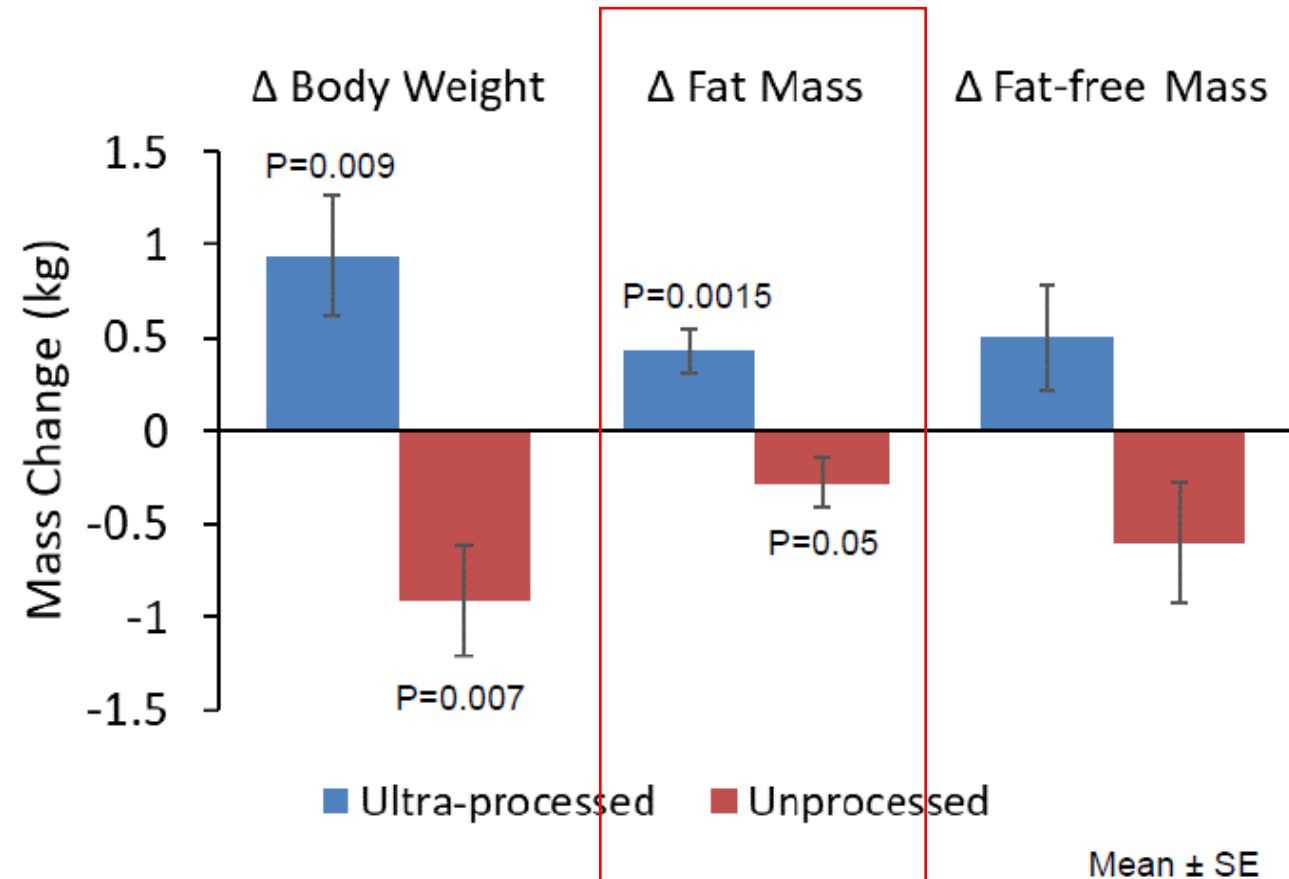 Δ Body Weight
Δ Fat Mass
Δ Fat-free Mass
Mass Change (kg)
1.5
1
0.5
0
-0.5
-1
-1.5
P=0.009
P=0.007
P=0.0015
P=0.05
Ultra-processed
Unprocessed
Mean ± SE